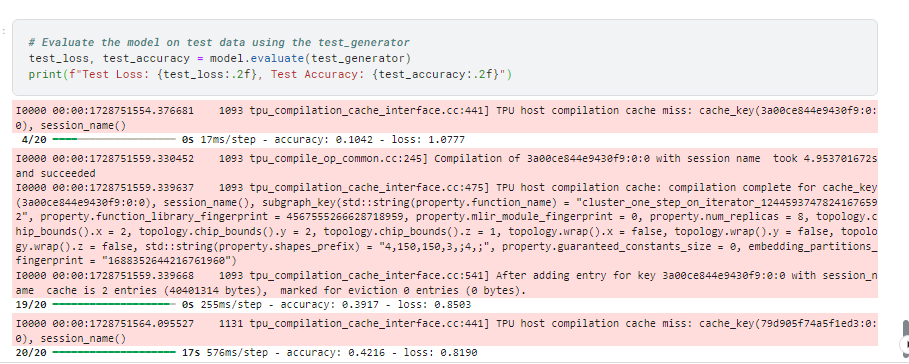 # Evaluate the model on test data using the test_generator
test_loss, test_accuracy = model.evaluate(test_generator)
print(f"Test Loss: {test_loss:.2f}, Test Accuracy: {test_accuracy:.2f}")
I0000 00:00:1728751554.376681    1093 tpu_compilation_cache_interface.cc:441] TPU host compilation cache miss: cache_key(3a00ce844e9430f9:0:
0), session_name()
4/20 0s 17ms/step - accuracy: 0.1042 - loss: 1.0777
I0000 00:00:1728751559.330452    1093 tpu_compile_op_common.cc:245] Compilation of 3a00ce844e9430f9:0:0 with session name  took 4.953701672s
and succeeded
I0000 00:00:1728751559.339637    1093 tpu_compilation_cache_interface.cc:475] TPU host compilation cache: compilation complete for cache_key
(3a00ce844e9430f9:0:0), session_name(), subgraph_key(std::string(property.function_name) = "cluster_one_step_on_iterator_1244593747824167659
2", property.function_library_fingerprint = 4567555266628718959, property.mlir_module_fingerprint = 0, property.num_replicas = 8, topology.c
hip_bounds().x = 2, topology.chip_bounds().y = 2, topology.chip_bounds().z = 1, topology.wrap().x = false, topology.wrap().y = false, topolo
gy.wrap().z = false, std::string(property.shapes_prefix) = "4,150,150,3,;4,;", property.guaranteed_constants_size = 0, embedding_partitions_
fingerprint = "1688352644216761960")
I0000 00:00:1728751559.339668    1093 tpu_compilation_cache_interface.cc:541] After adding entry for key 3a00ce844e9430f9:0:0 with session_n
ame  cache is 2 entries (40401314 bytes),  marked for eviction 0 entries (0 bytes).
19/20 0s 255ms/step - accuracy: 0.3917 - loss: 0.8503
I0000 00:00:1728751564.095527    1131 tpu_compilation_cache_interface.cc:441] TPU host compilation cache miss: cache_key(79d905f74a5f1ed3:0:
0), session_name()
20/20 17s 576ms/step - accuracy: 0.4216 - loss: 0.8190